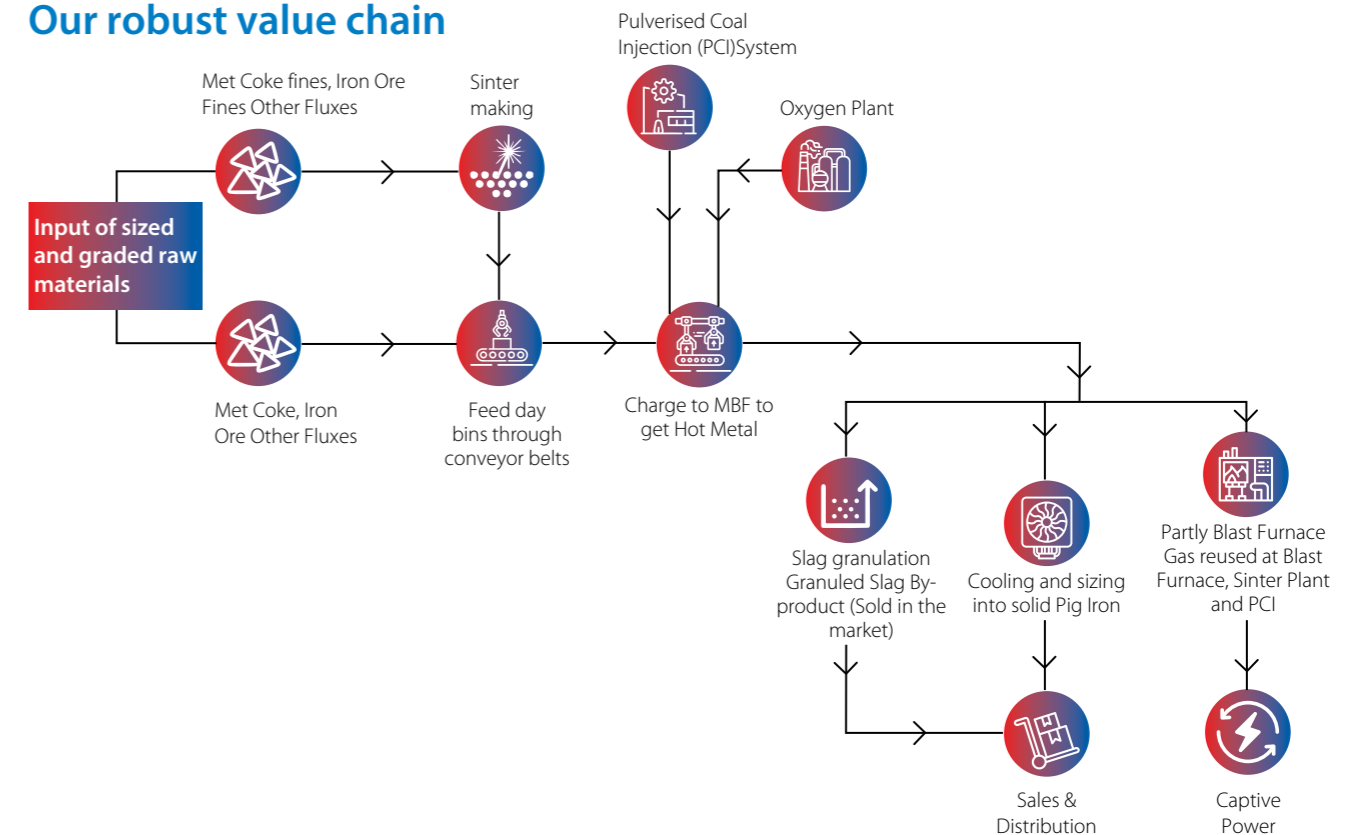 Our robust value chain
Pulverised Coal
Injection (PCI)System
Met Coke fines, Iron Ore
Fines Other Fluxes
Sinter
making
Oxygen Plant
Input of sized
and graded raw
materials
Met Coke, Iron
Ore Other Fluxes
Feed day
bins through
conveyor belts
Charge to MBF to
get Hot Metal
Slag granulation
Granuled Slag By-
product (Sold in the
market)
Cooling and sizing
into solid Pig Iron
Partly Blast Furnace
Gas reused at Blast
Furnace, Sinter Plant
and PCI
Sales &
Distribution
Captive
Power